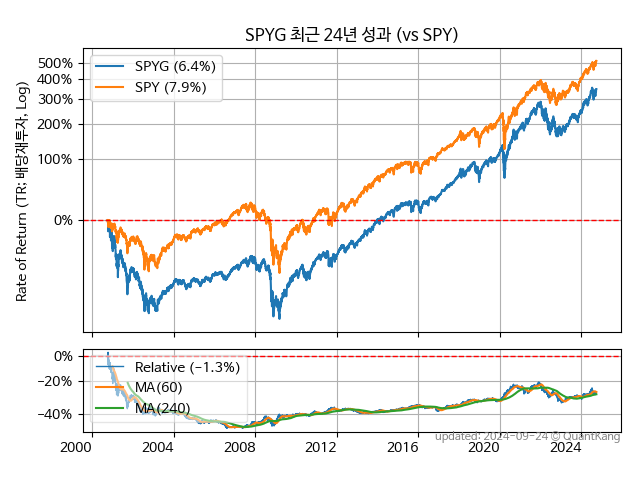 SPYG 최근 24년 성과 (vs SPY)
Rate of Return (TR: 배당재투자, Log)
500%
400%
300%
200%
100%
0%
SPYG (6.4%)
SPY (7.9%)
0%
−20%
−40%
Relative (−1.3%)
MA(60)
MA(240)
2000 2004 2008 2012 2016 2020 2024
updated: 2024-09-24 © QuantKang